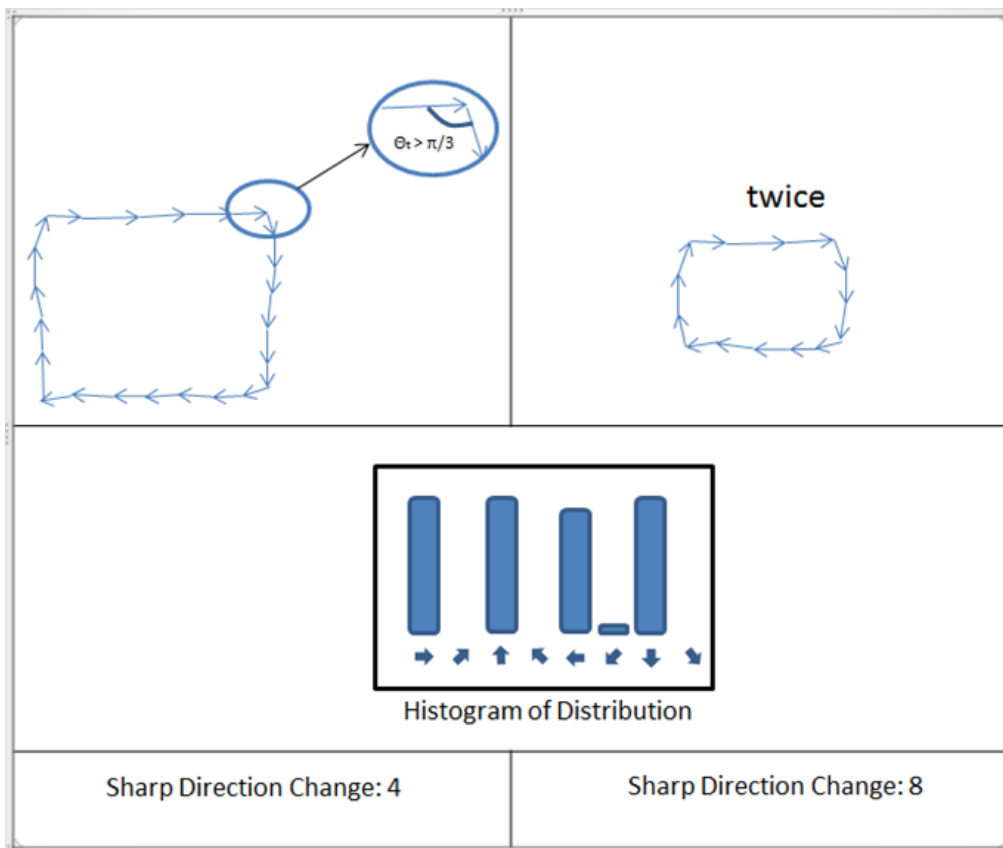 Θt > π/3
twice
Histogram of Distribution
Sharp Direction Change: 4
Sharp Direction Change: 8